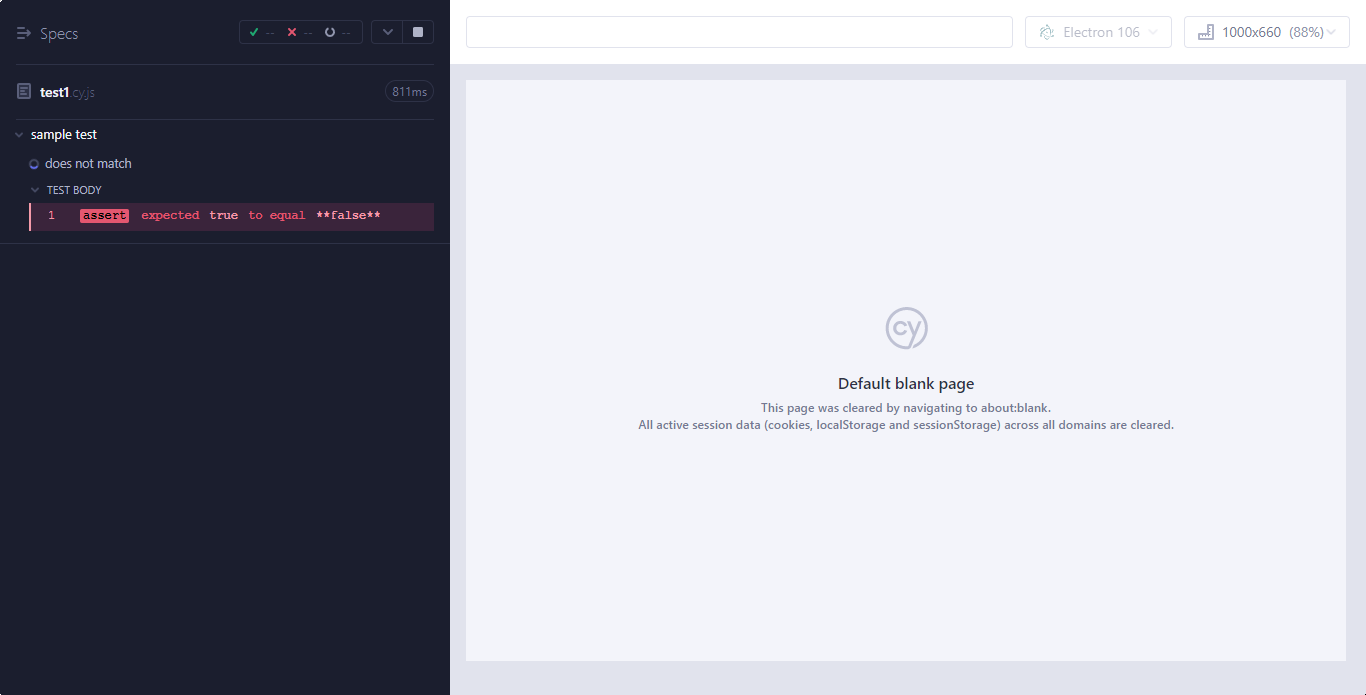 Specs
-- -- --
test1.cy.js
811ms
sample test
does not match
TEST BODY
1 assert expected true to equal **false**
Electron 106
1000x660 (88%)
cy
Default blank page
This page was cleared by navigating to about:blank.
All active session data (cookies, localStorage and sessionStorage) across all domains are cleared.